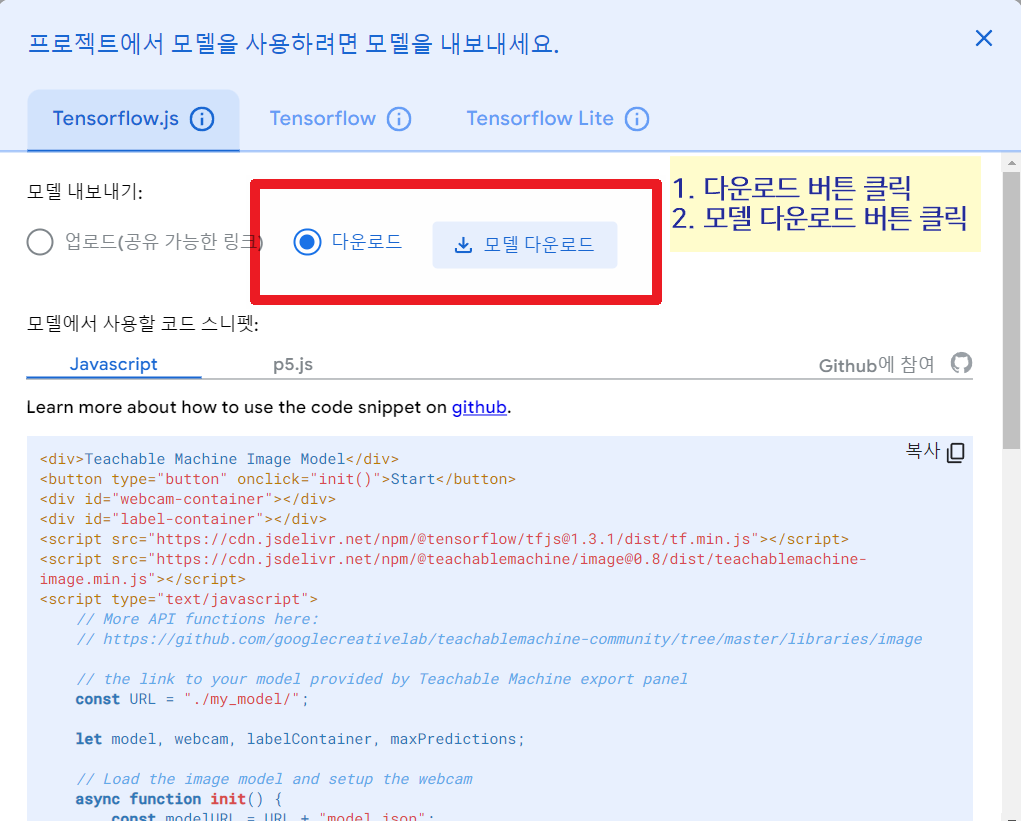 프로젝트에서 모델을 사용하려면 모델을 내보내세요.
Tensorflow.js
Tensorflow
Tensorflow Lite
모델 내보내기:
업로드(공유 가능한 링크)
다운로드
모델 다운로드
1. 다운로드 버튼 클릭
2. 모델 다운로드 버튼 클릭
모델에서 사용할 코드 스니펫:
Javascript
p5.js
Github에 참여
Learn more about how to use the code snippet on github.
복사
<div>Teachable Machine Image Model</div>
<button type="button" onclick="init()">Start</button>
<div id="webcam-container"></div>
<div id="label-container"></div>
<script src="https://cdn.jsdelivr.net/npm/@tensorflow/tfjs@1.3.1/dist/tf.min.js"></script>
<script src="https://cdn.jsdelivr.net/npm/@teachablemachine/image@0.8/dist/teachablemachine-
image.min.js"></script>
<script type="text/javascript">
// More API functions here:
// https://github.com/googlecreativelab/teachablemachine-community/tree/master/libraries/image
// the link to your model provided by Teachable Machine export panel
const URL = "./my_model/";
let model, webcam, labelContainer, maxPredictions;
// Load the image model and setup the webcam
async function init() {
const modelURL = URL + "model.json";